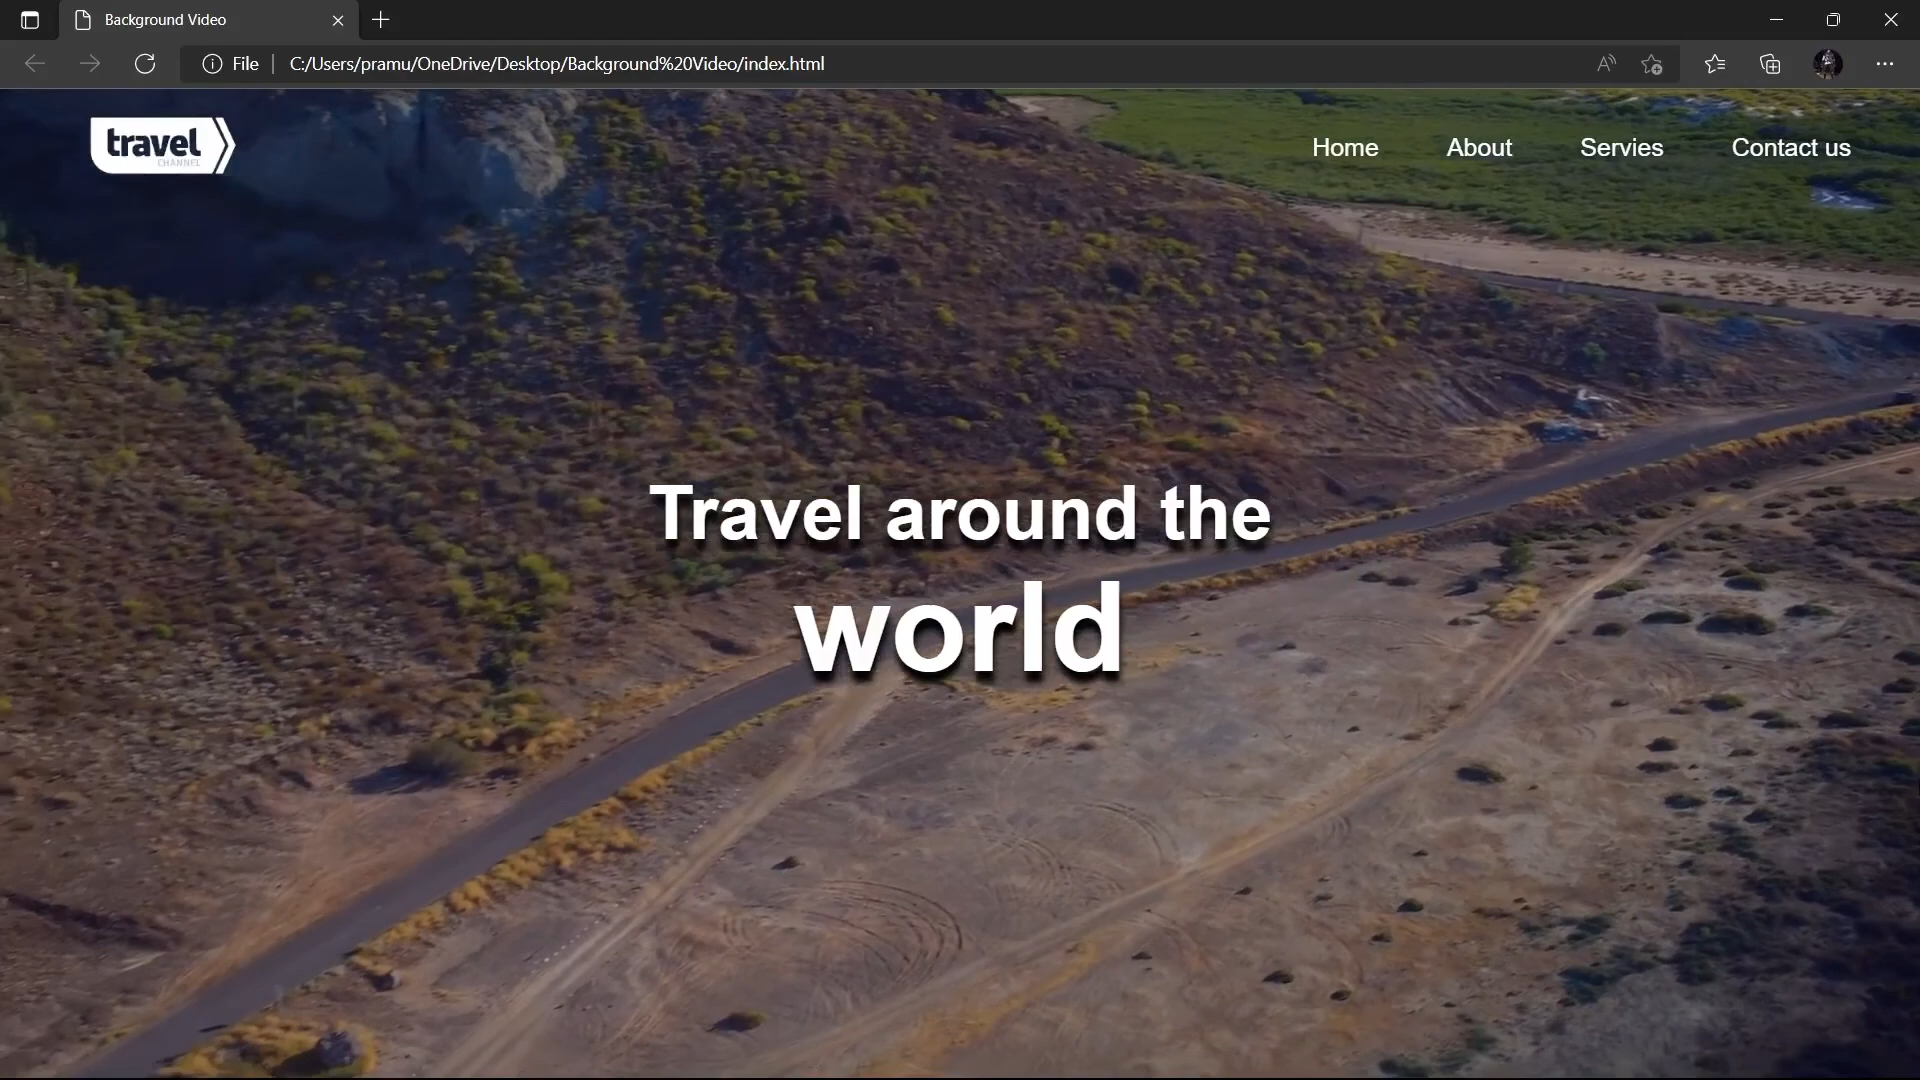 Background Video
File
C:/Users/pramu/OneDrive/Desktop/Background%20Video/index.html
travel
CHANNEL
Home
About
Servies
Contact us
Travel around the
world